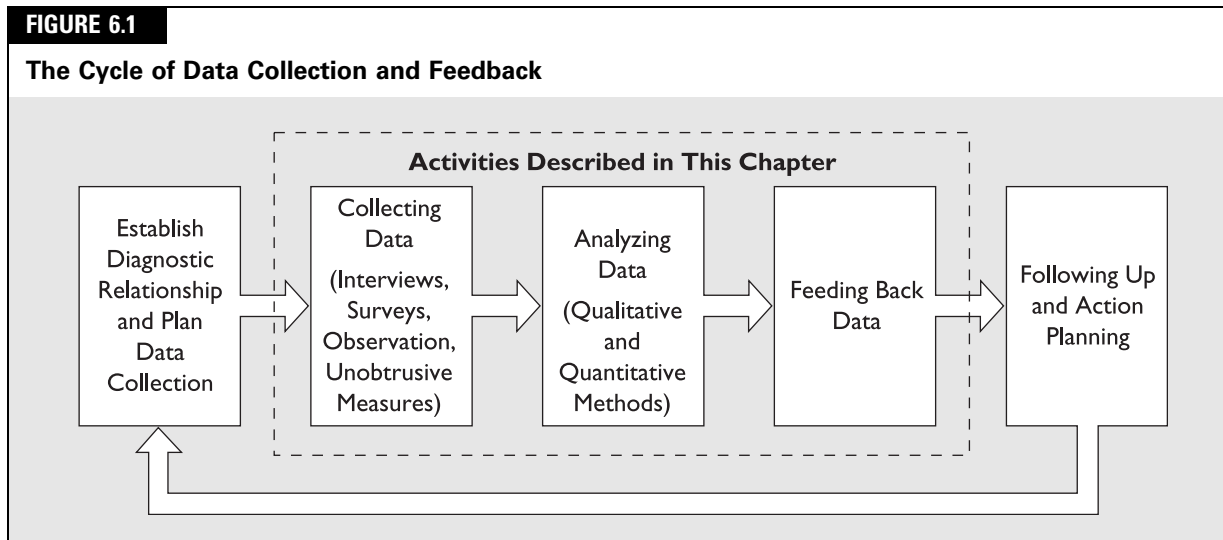 FIGURE 6.1
The Cycle of Data Collection and Feedback
Activities Described in This Chapter
Establish
Diagnostic
Relationship
and Plan
Data
Collection
Collecting
Data
(Interviews,
Surveys,
Observation,
Unobtrusive
Measures)
Analyzing
Data
(Qualitative
and
Quantitative
Methods)
Feeding Back
Data
Following Up
and Action
Planning